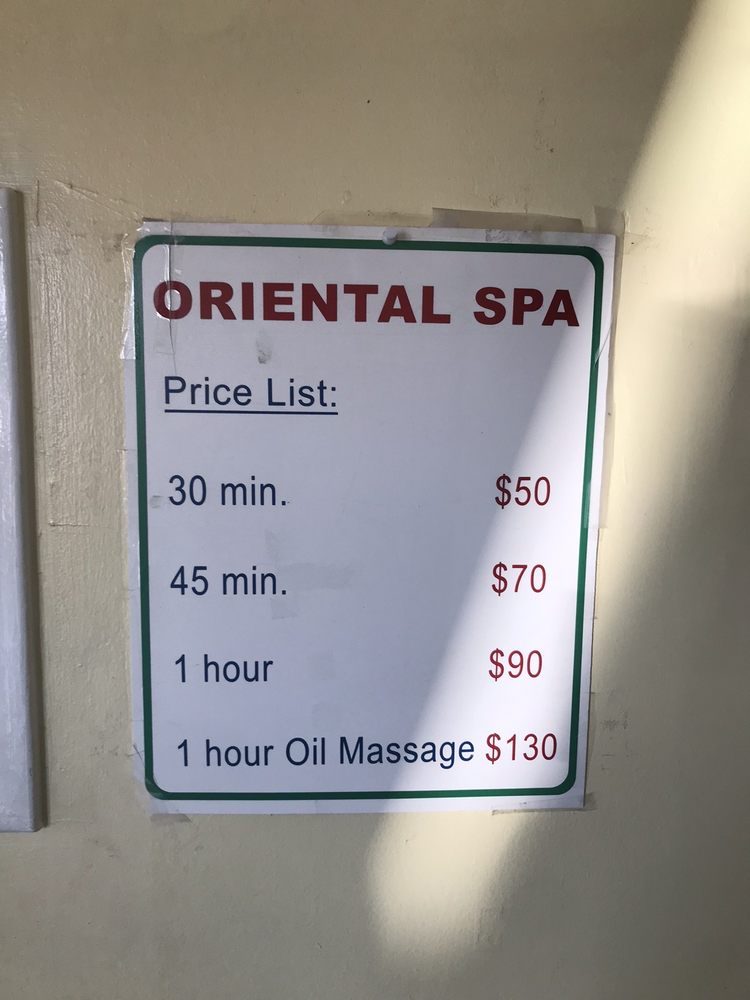 ORIENTAL SPA
Price List:
30 min. $50
45 min. $70
1 hour $90
1 hour Oil Massage $130